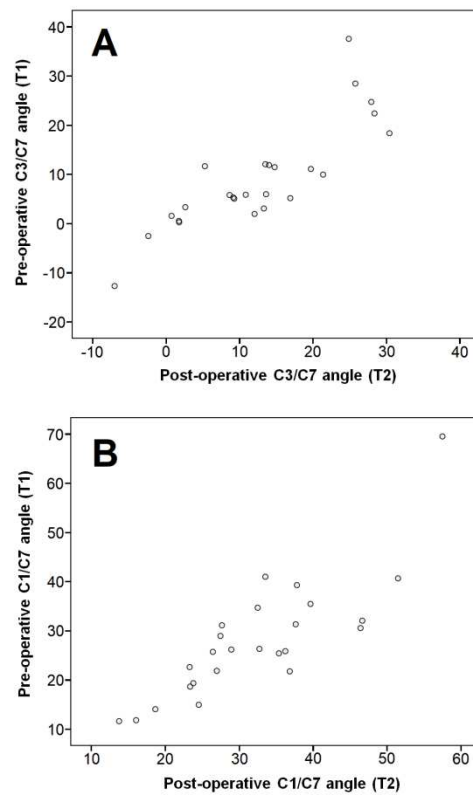 A
40
30
20
10
0
-10
-20
Pre-operative C3/C7 angle (T1)
-10 0 10 20 30 40
Post-operative C3/C7 angle (T2)
B
70
60
50
40
30
20
10
Pre-operative C1/C7 angle (T1)
10 20 30 40 50 60
Post-operative C1/C7 angle (T2)